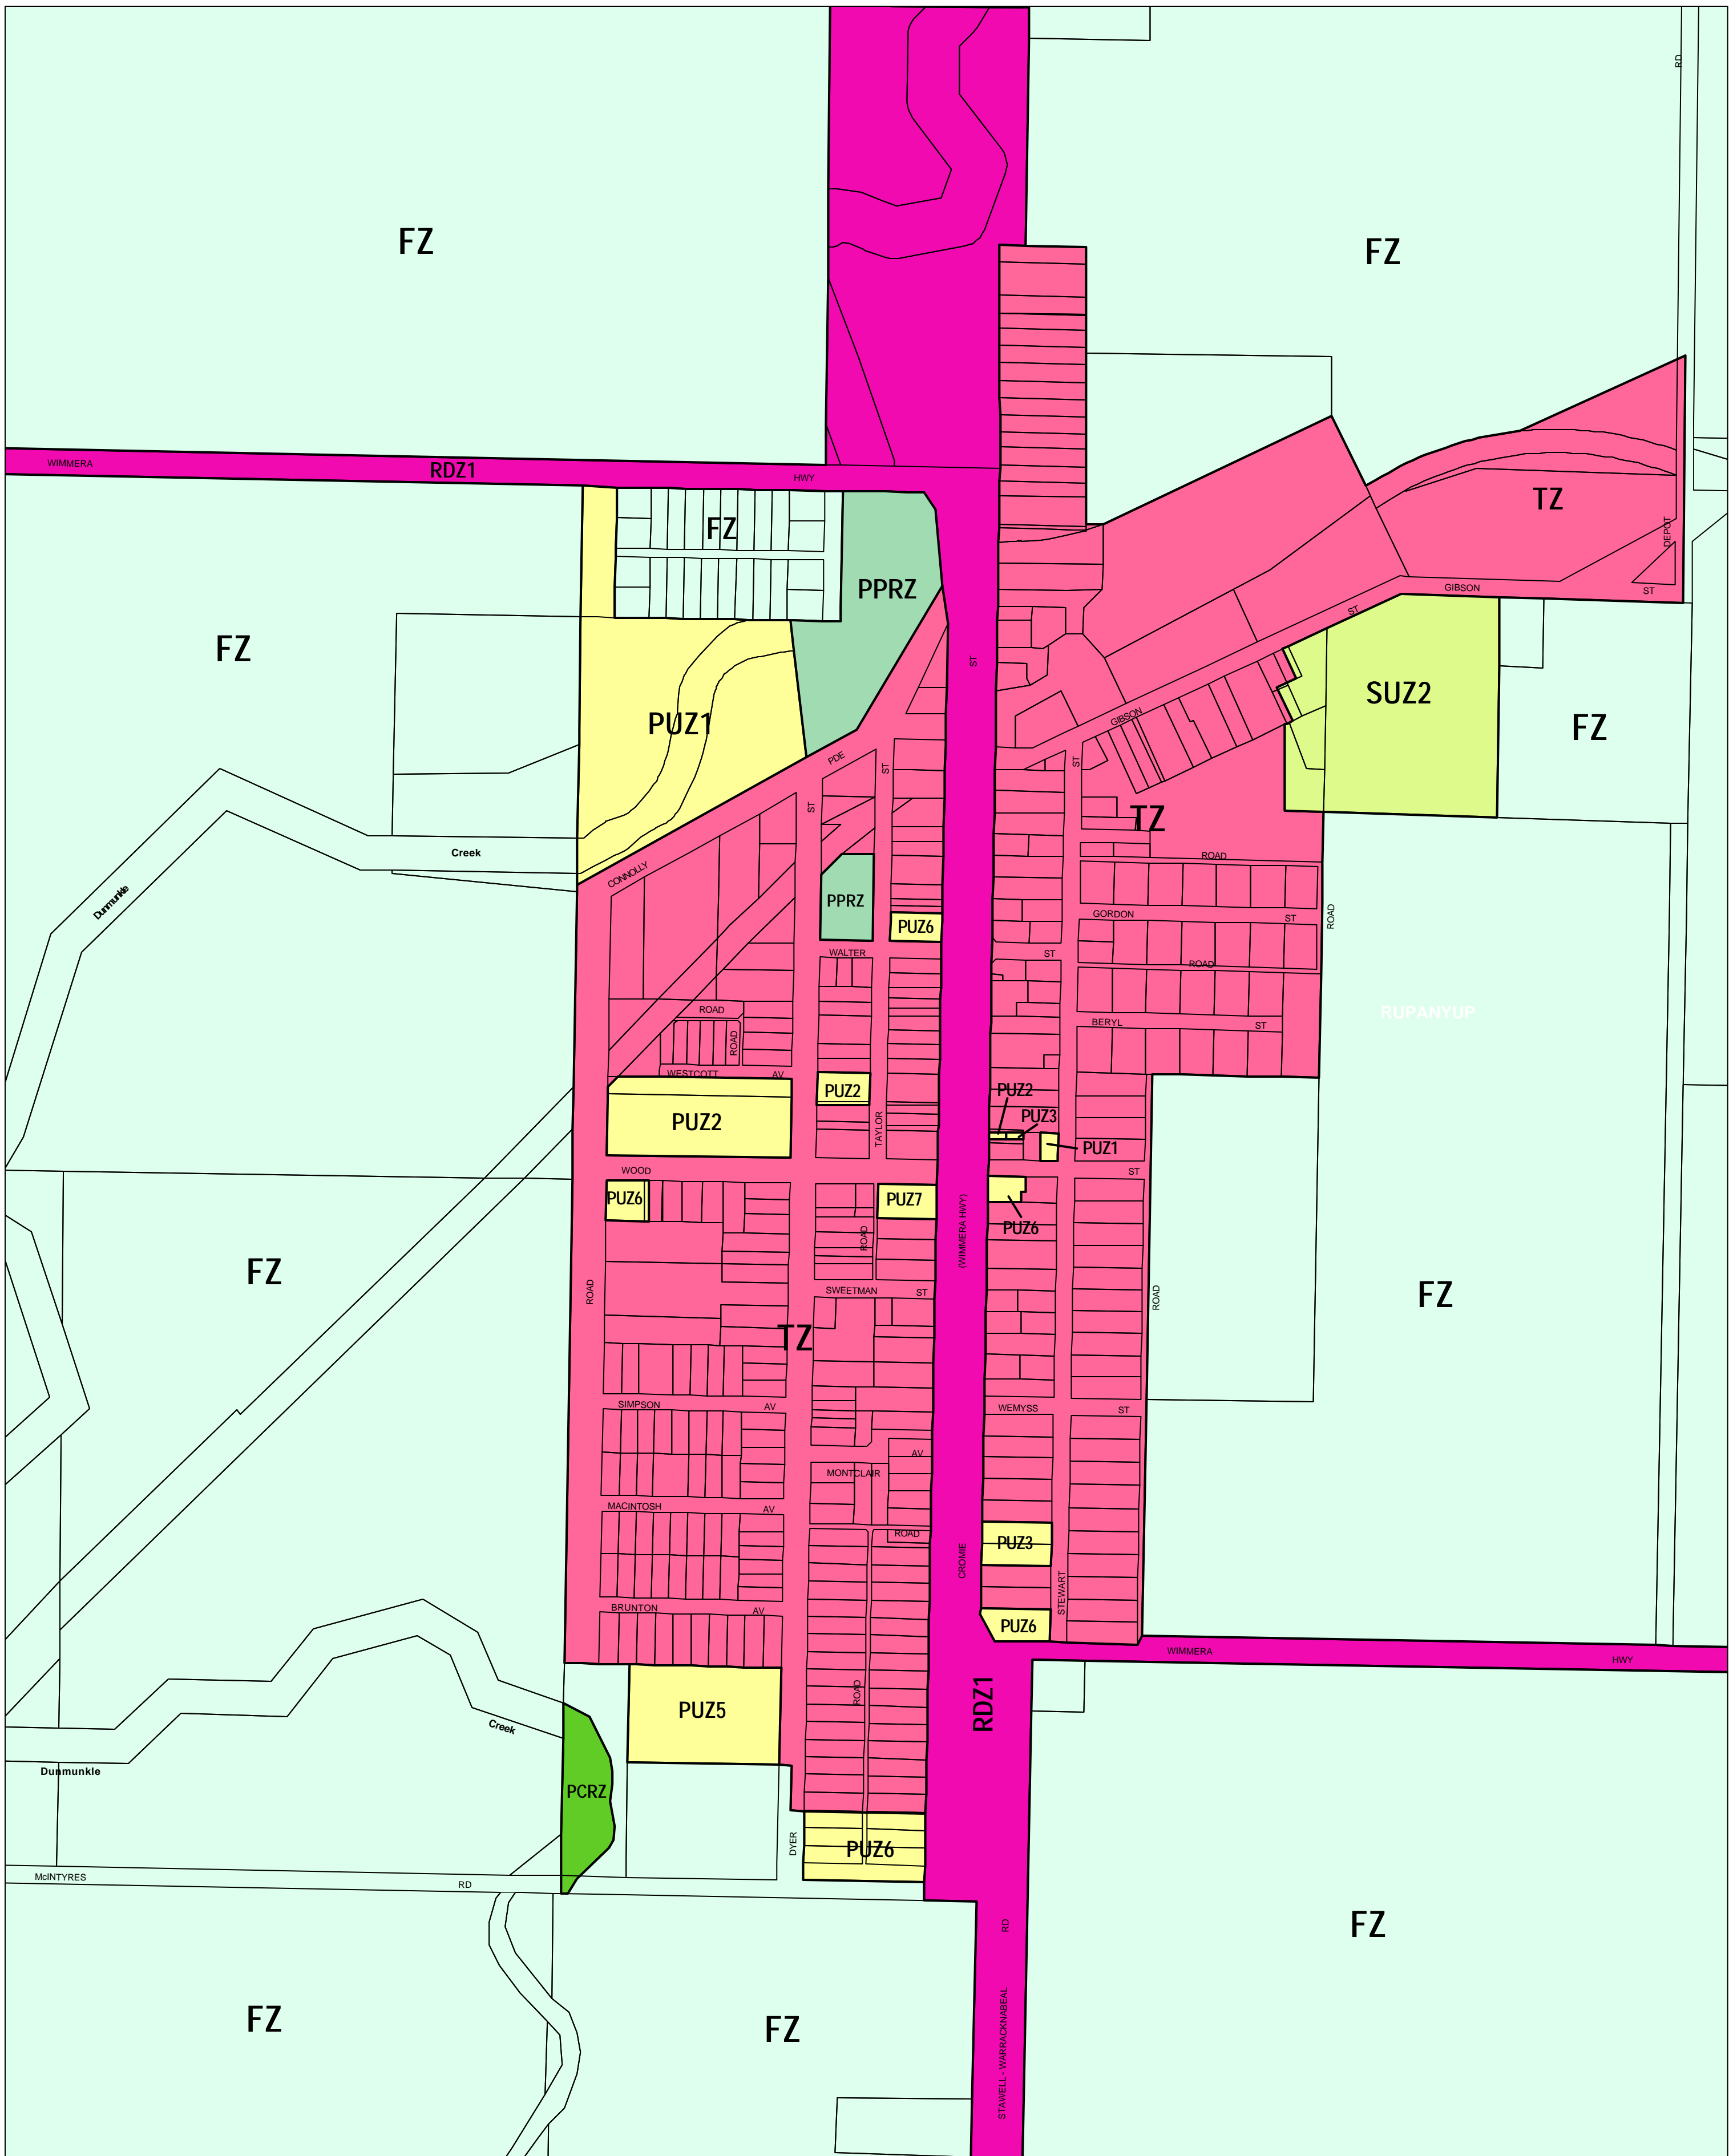 RD
FZ
FZ
WIMMERA
RDZ1
HWY
TZ
FZ
DEPOT
PPRZ
GIBSON
ST
ST
FZ
ST
SUZ2
PUZ1
GIBSON
FZ
PDE
ST
ST
ST
TZ
Creek
ROAD
CONNOLLY
Dunmunkle
PPRZ
GORDON
ST
ROAD
PUZ6
WALTER
ST
ROAD
ROAD
RUPANYUP
BERYL
ST
ROAD
WESTCOTT
AV
PUZ2
PUZ2
PUZ2
PUZ3
TAYLOR
PUZ1
WOOD
ST
PUZ6
PUZ7
PUZ6
(WIMMERA HWY)
ROAD
FZ
ROAD
SWEETMAN
ST
ROAD
FZ
TZ
SIMPSON
AV
WEMYSS
ST
AV
MONTCLAIR
MACINTOSH
AV
ROAD
PUZ3
CROMIE
STEWART
BRUNTON
AV
PUZ6
WIMMERA
HWY
ROAD
RDZ1
PUZ5
Creek
Dunmunkle
PCRZ
DYER
PUZ6
McINTYRES
RD
FZ
RD
FZ
FZ
STAWELL - WARRACKNABEAL